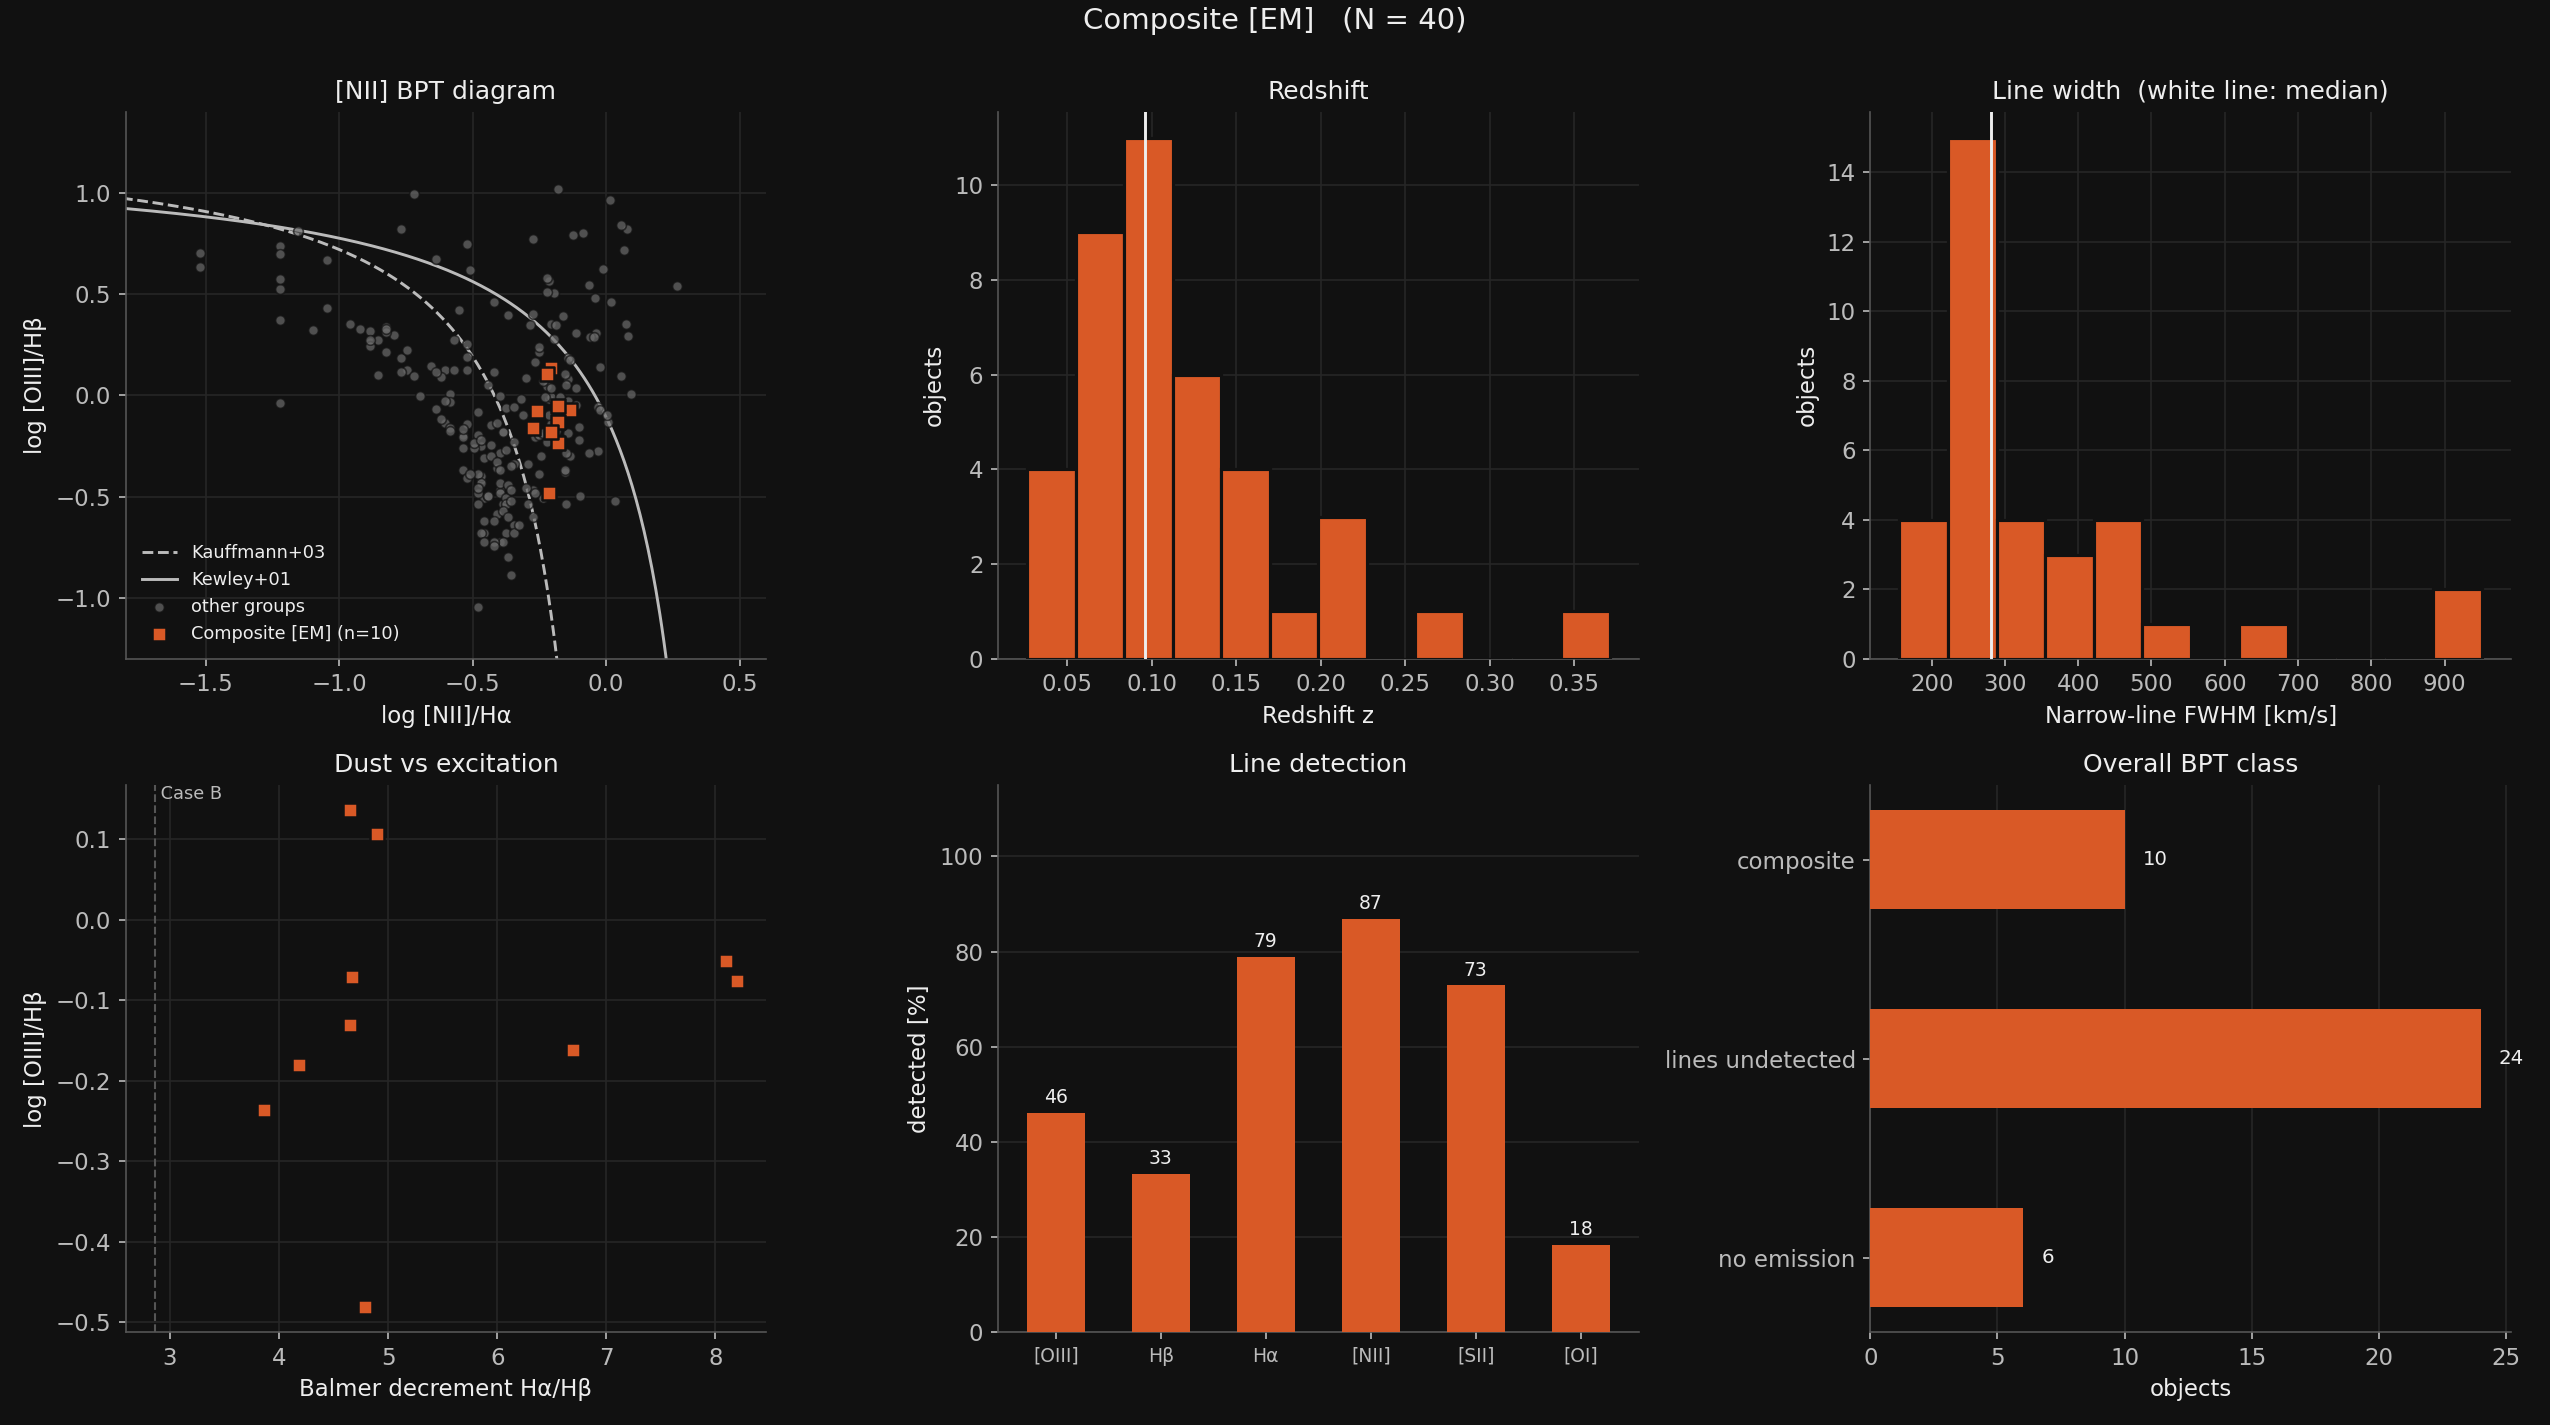 Composite [EM]   (N = 40)
[NII] BPT diagram
log [OIII]/Hβ
1.0
0.5
0.0
−0.5
−1.0
Kauffmann+03
Kewley+01
other groups
Composite [EM] (n=10)
−1.5
−1.0
−0.5
0.0
0.5
log [NII]/Hα
Redshift
objects
10
8
6
4
2
0
0.05
0.10
0.15
0.20
0.25
0.30
0.35
Redshift z
Line width  (white line: median)
objects
14
12
10
8
6
4
2
0
200
300
400
500
600
700
800
900
Narrow-line FWHM [km/s]
Dust vs excitation
Case B
log [OIII]/Hβ
0.1
0.0
−0.1
−0.2
−0.3
−0.4
−0.5
3
4
5
6
7
8
Balmer decrement Hα/Hβ
Line detection
detected [%]
100
80
60
40
20
0
46
33
79
87
73
18
[OIII]
Hβ
Hα
[NII]
[SII]
[OI]
Overall BPT class
composite
10
lines undetected
24
no emission
6
0
5
10
15
20
25
objects